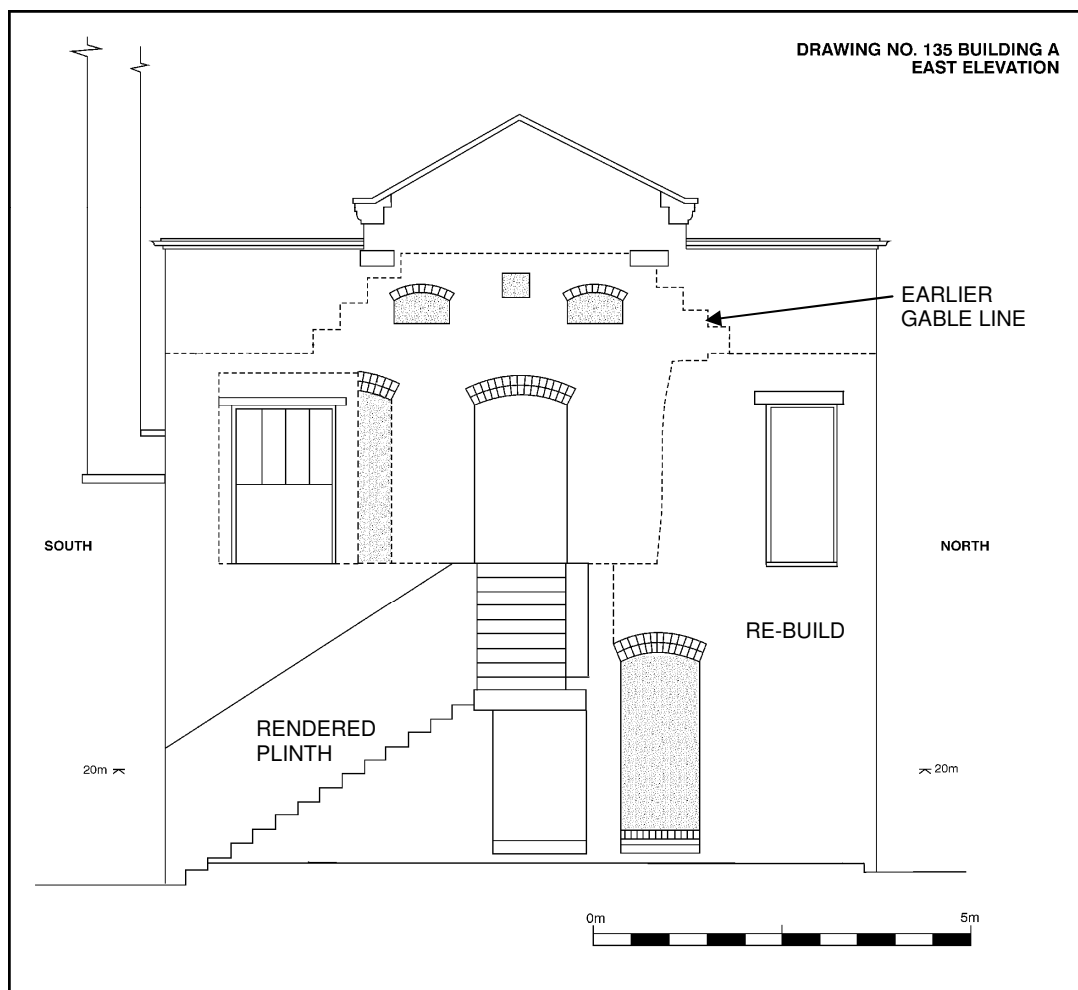 DRAWING NO. 135 BUILDING A
EAST ELEVATION
EARLIER
GABLE LINE
SOUTH
NORTH
RE-BUILD
RENDERED
PLINTH
20m
20m
0m
5m